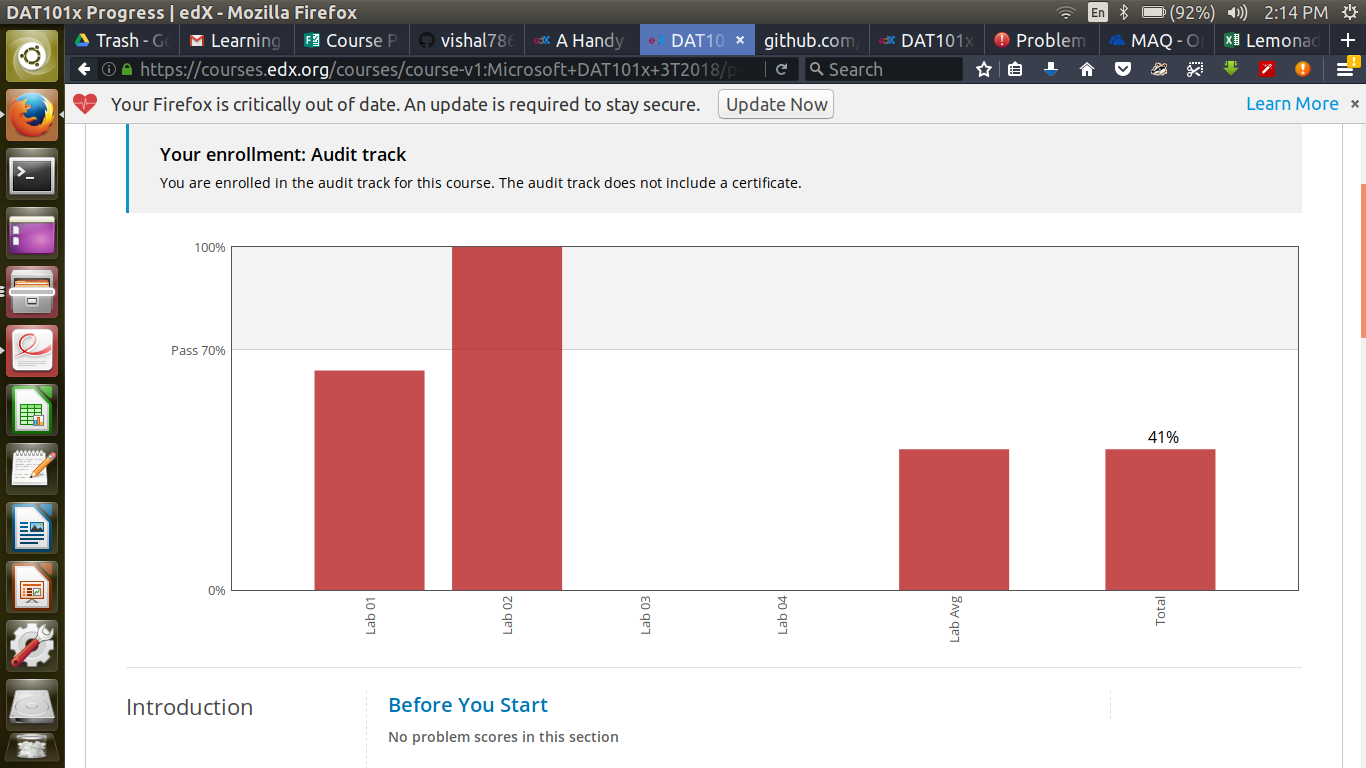 DAT101x Progress | edX - Mozilla Firefox
En
(92%)
2:14 PM
Trash - Go
Learning
Course P
vishal786
A Handy
DAT10
github.com/
DAT101x
Problem
MAQ - O
Lemonad
https://courses.edx.org/courses/course-v1:Microsoft+DAT101x+3T2018/p
Search
Your Firefox is critically out of date. An update is required to stay secure.
Update Now
Learn More
Your enrollment: Audit track
You are enrolled in the audit track for this course. The audit track does not include a certificate.
100%
Pass 70%
41%
0%
Lab 01
Lab 02
Lab 03
Lab 04
Lab Avg
Total
Introduction
Before You Start
No problem scores in this section